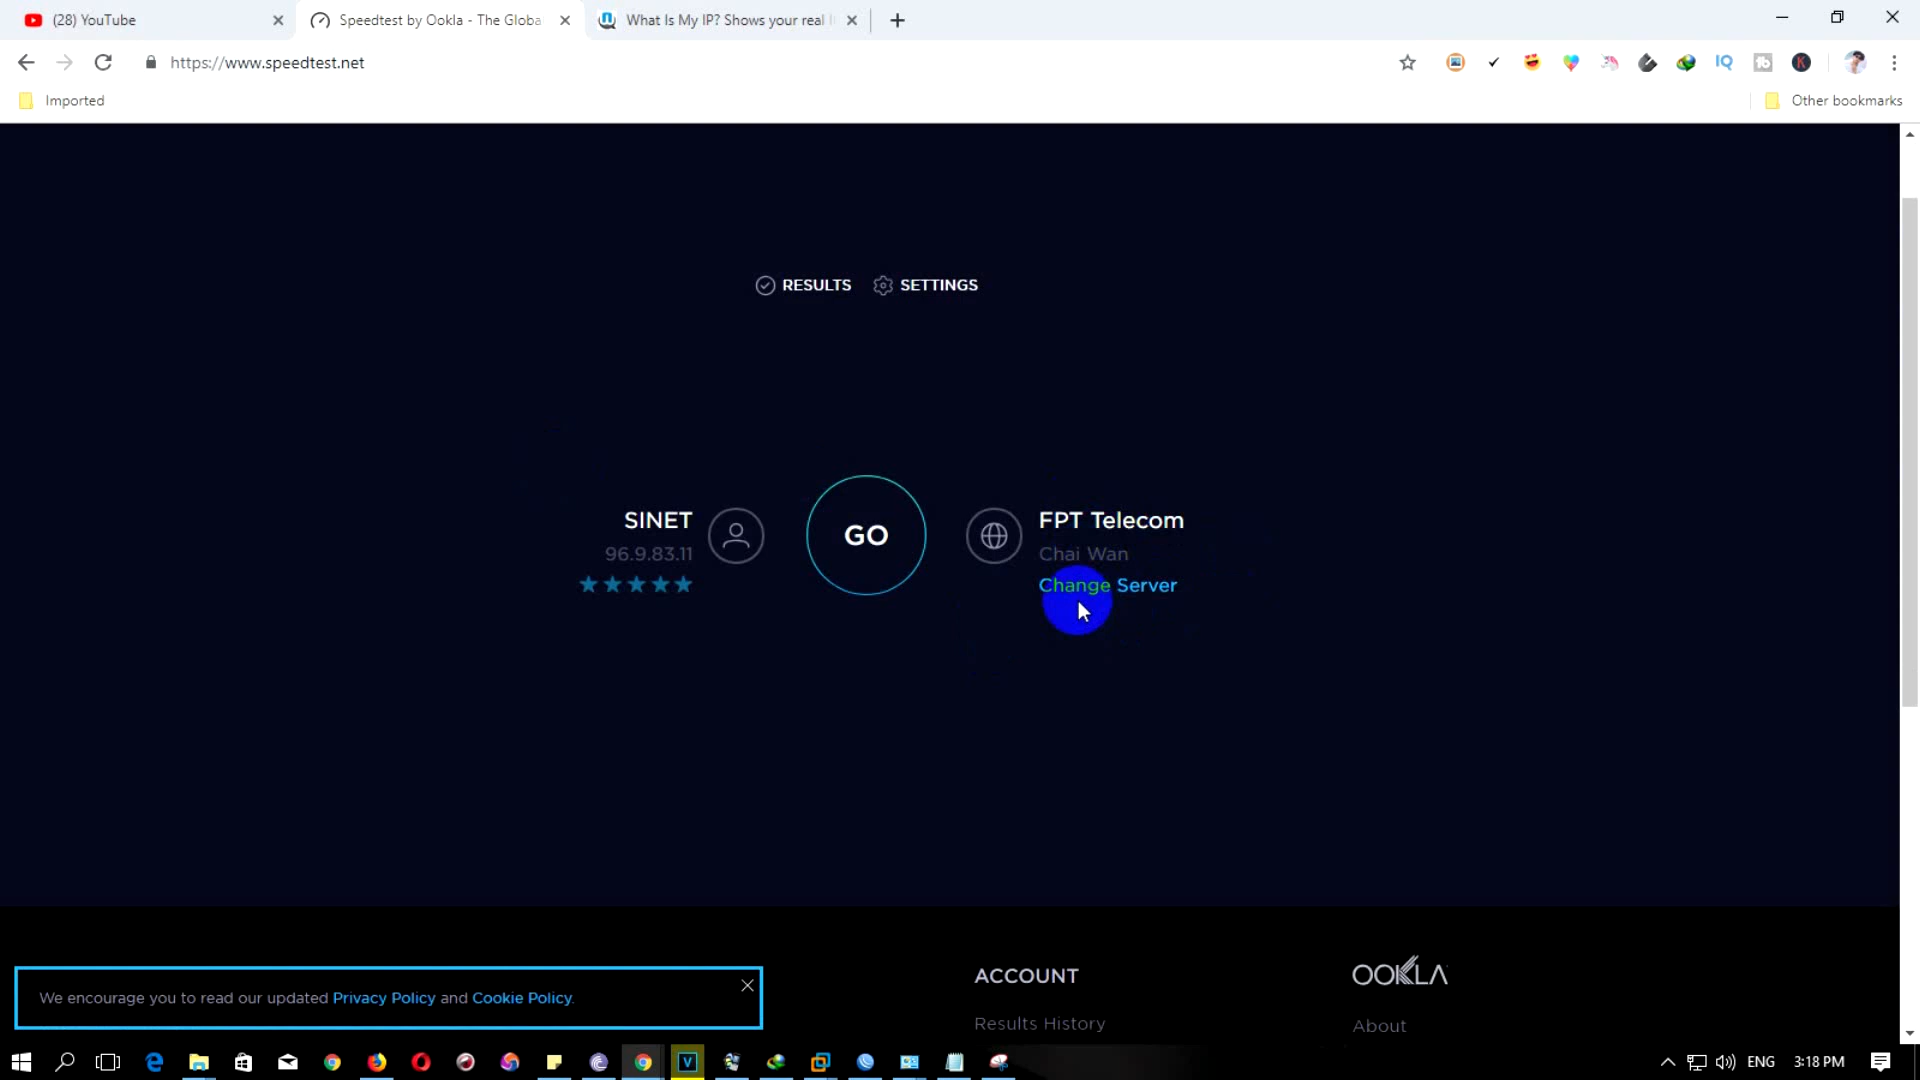 (28) YouTube
Speedtest by Ookla - The Globa
What Is My IP? Shows your real I
https://www.speedtest.net
IQ
Imported
Other bookmarks
RESULTS
SETTINGS
SINET
96.9.83.11
GO
FPT Telecom
Chai Wan
Change Server
We encourage you to read our updated Privacy Policy and Cookie Policy.
ACCOUNT
Results History
OOKLA
About
ENG
3:18 PM